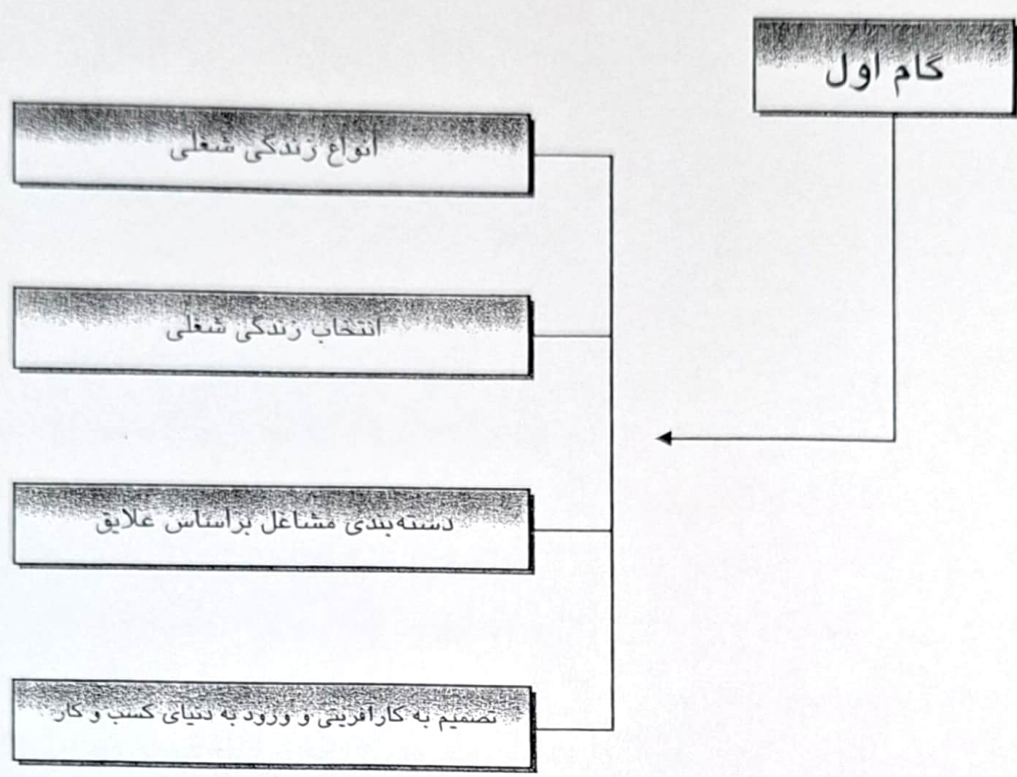 گام اول
انواع زندگی شغلی
انتخاب زندگی شغلی
دسته‌بندی مشاغل براساس علایق
تصمیم به کارآفرینی و ورود به دنیای کسب و کار